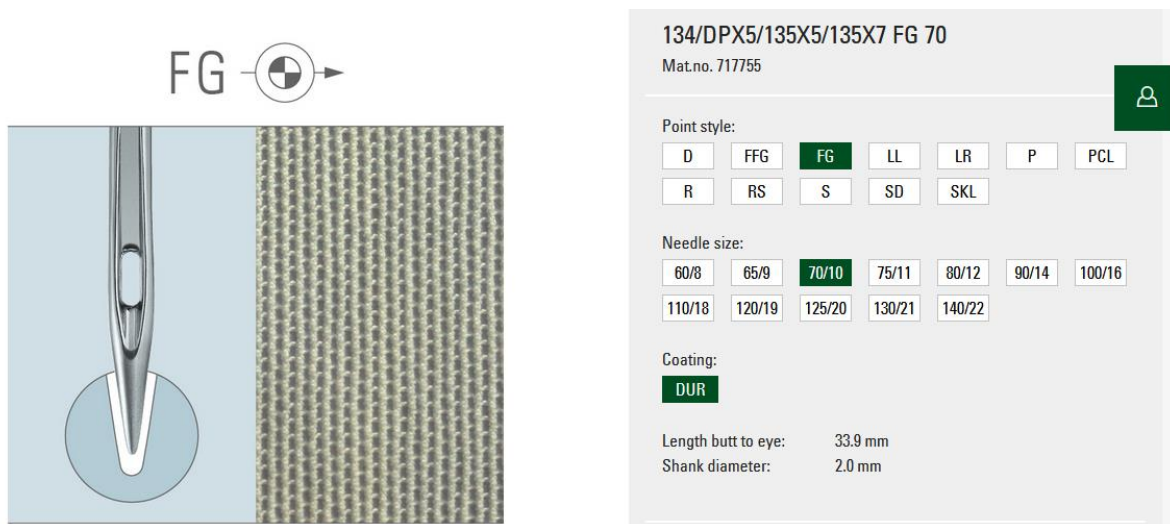 FG
134/DPX5/135X5/135X7 FG 70
Mat.no. 717755
Point style:
D FFG FG LL LR P PCL
R RS S SD SKL
Needle size:
60/8 65/9 70/10 75/11 80/12 90/14 100/16
110/18 120/19 125/20 130/21 140/22
Coating:
DUR
Length butt to eye: 33.9 mm
Shank diameter: 2.0 mm